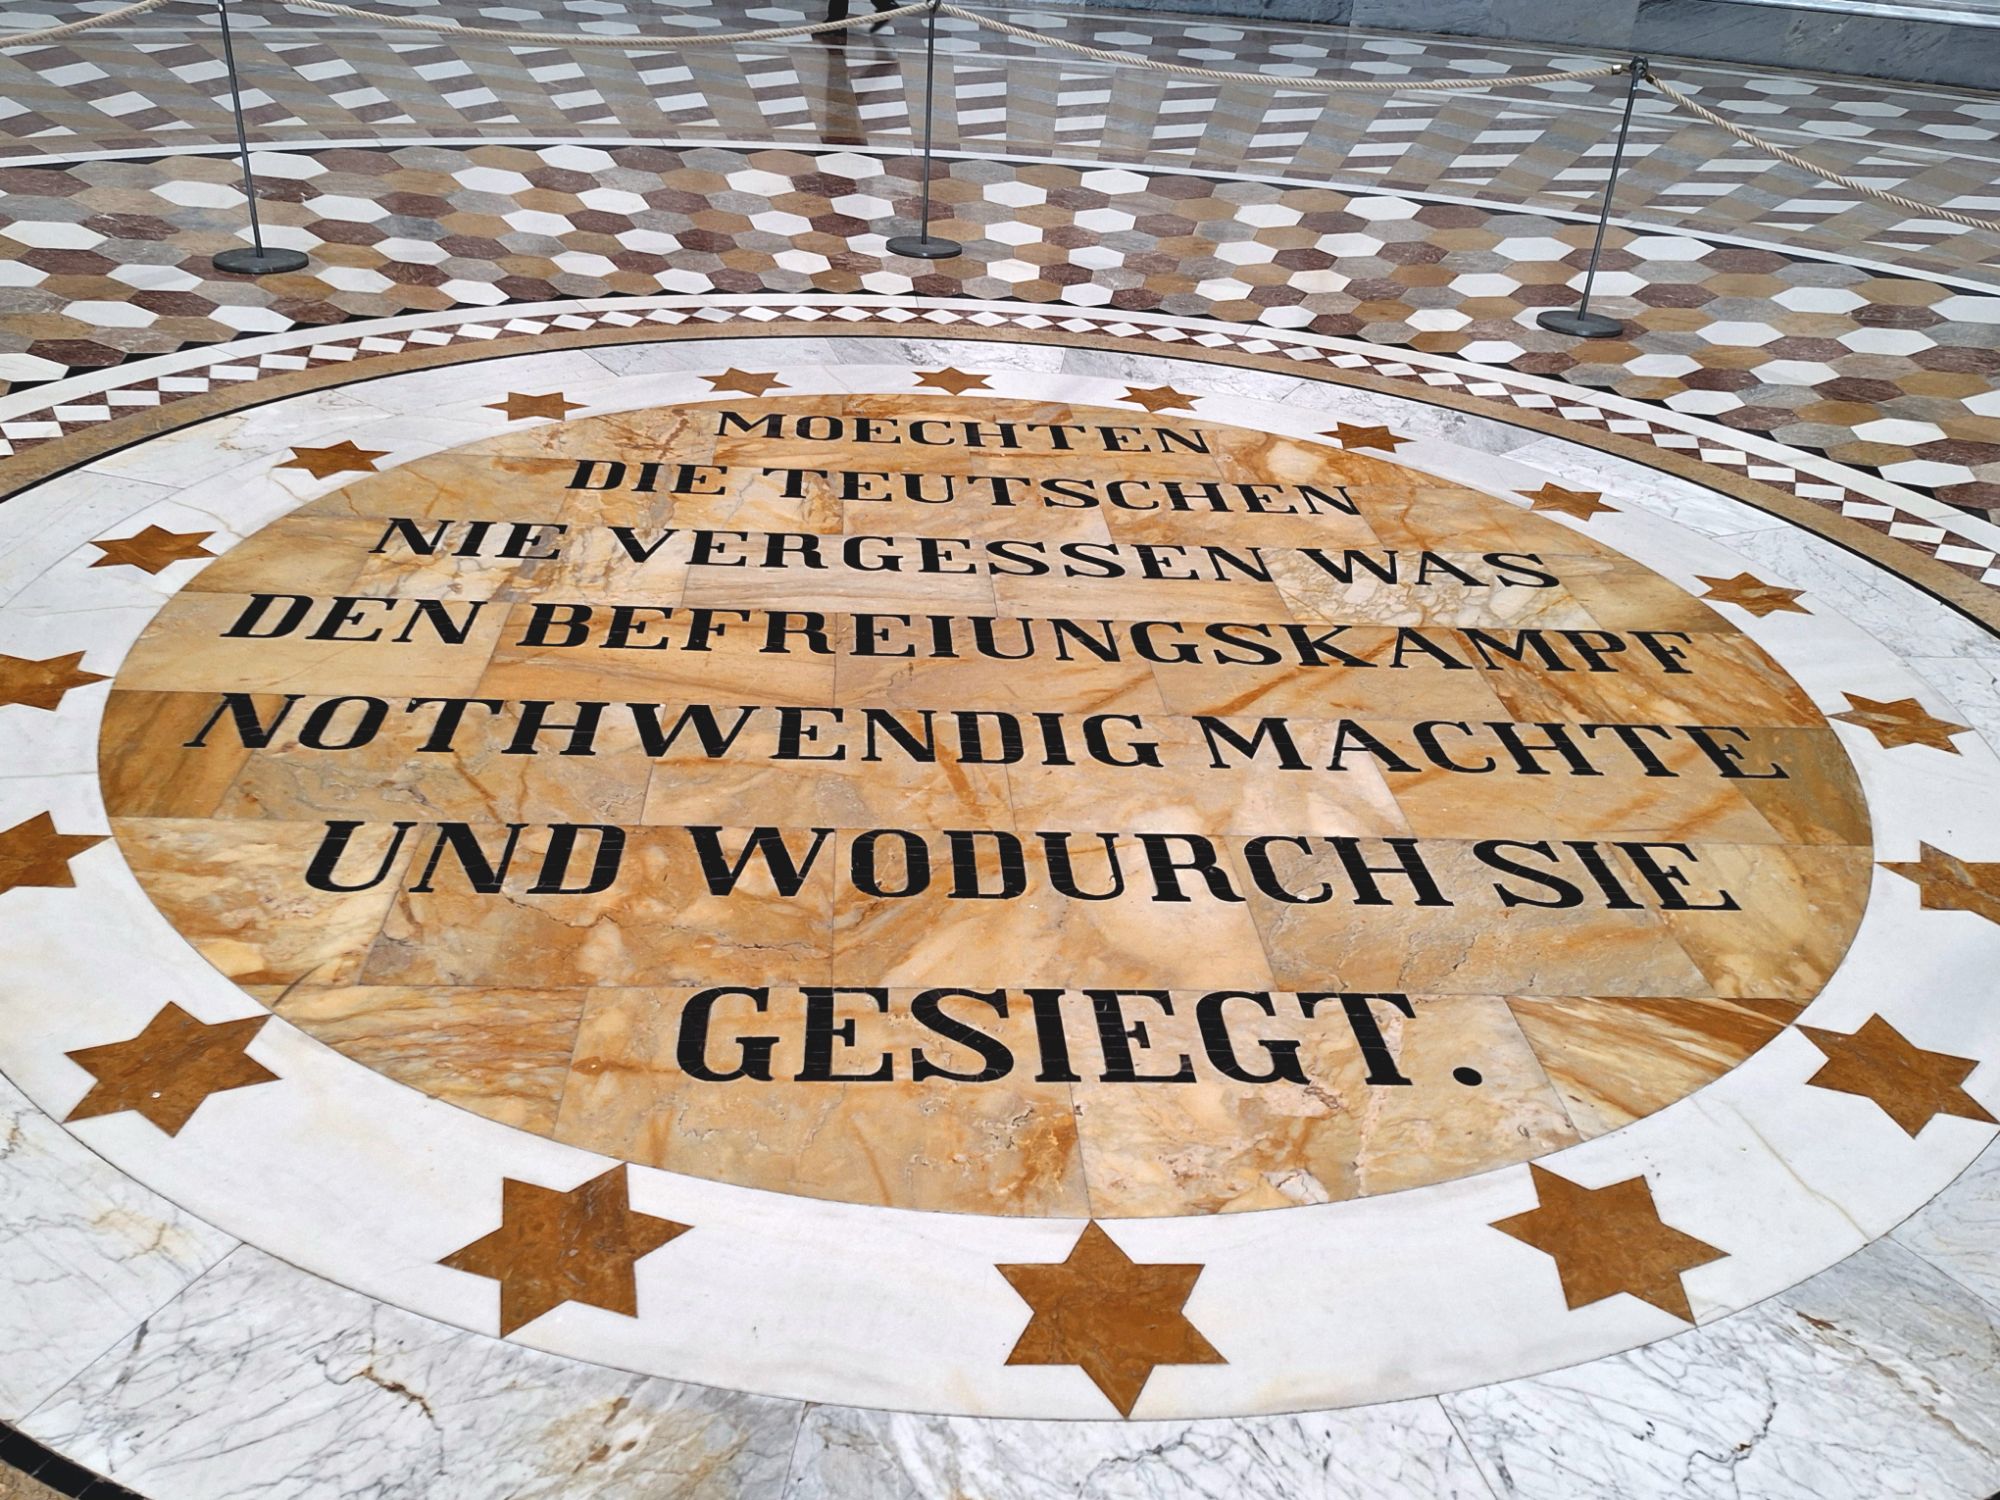 MOECHTEN
DIE TEUTSCHEN
NIE VERGESSEN WAS
DEN BEFREIUNGSKAMPF
NOTHWENDIG MACHTE
UND WODURCH SIE
GESIEGT.